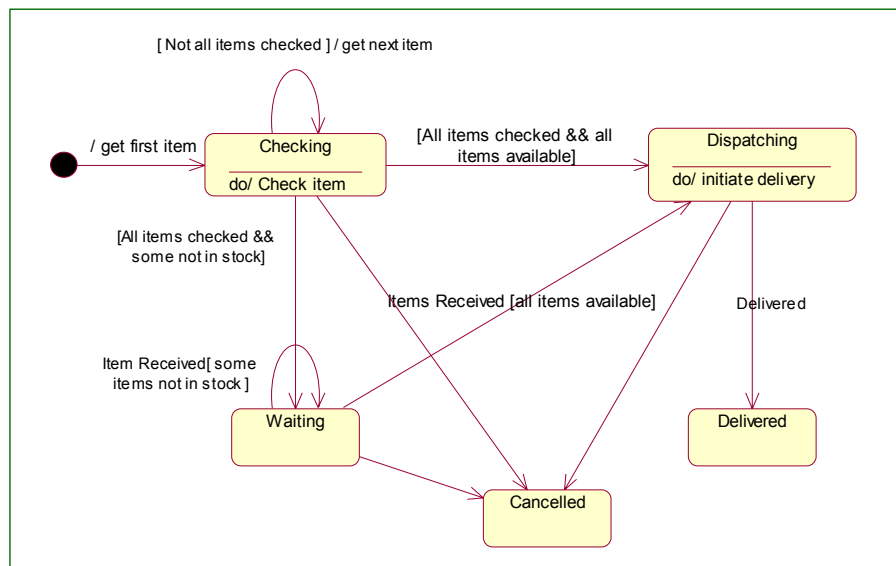 [ Not all items checked ] / get next item
/ get first item
Checking
do/ Check item
[All items checked && all
items available]
Dispatching
do/ initiate delivery
[All items checked &&
some not in stock]
Items Received [all items available]
Delivered
Item Received[ some
items not in stock ]
Waiting
Delivered
Cancelled